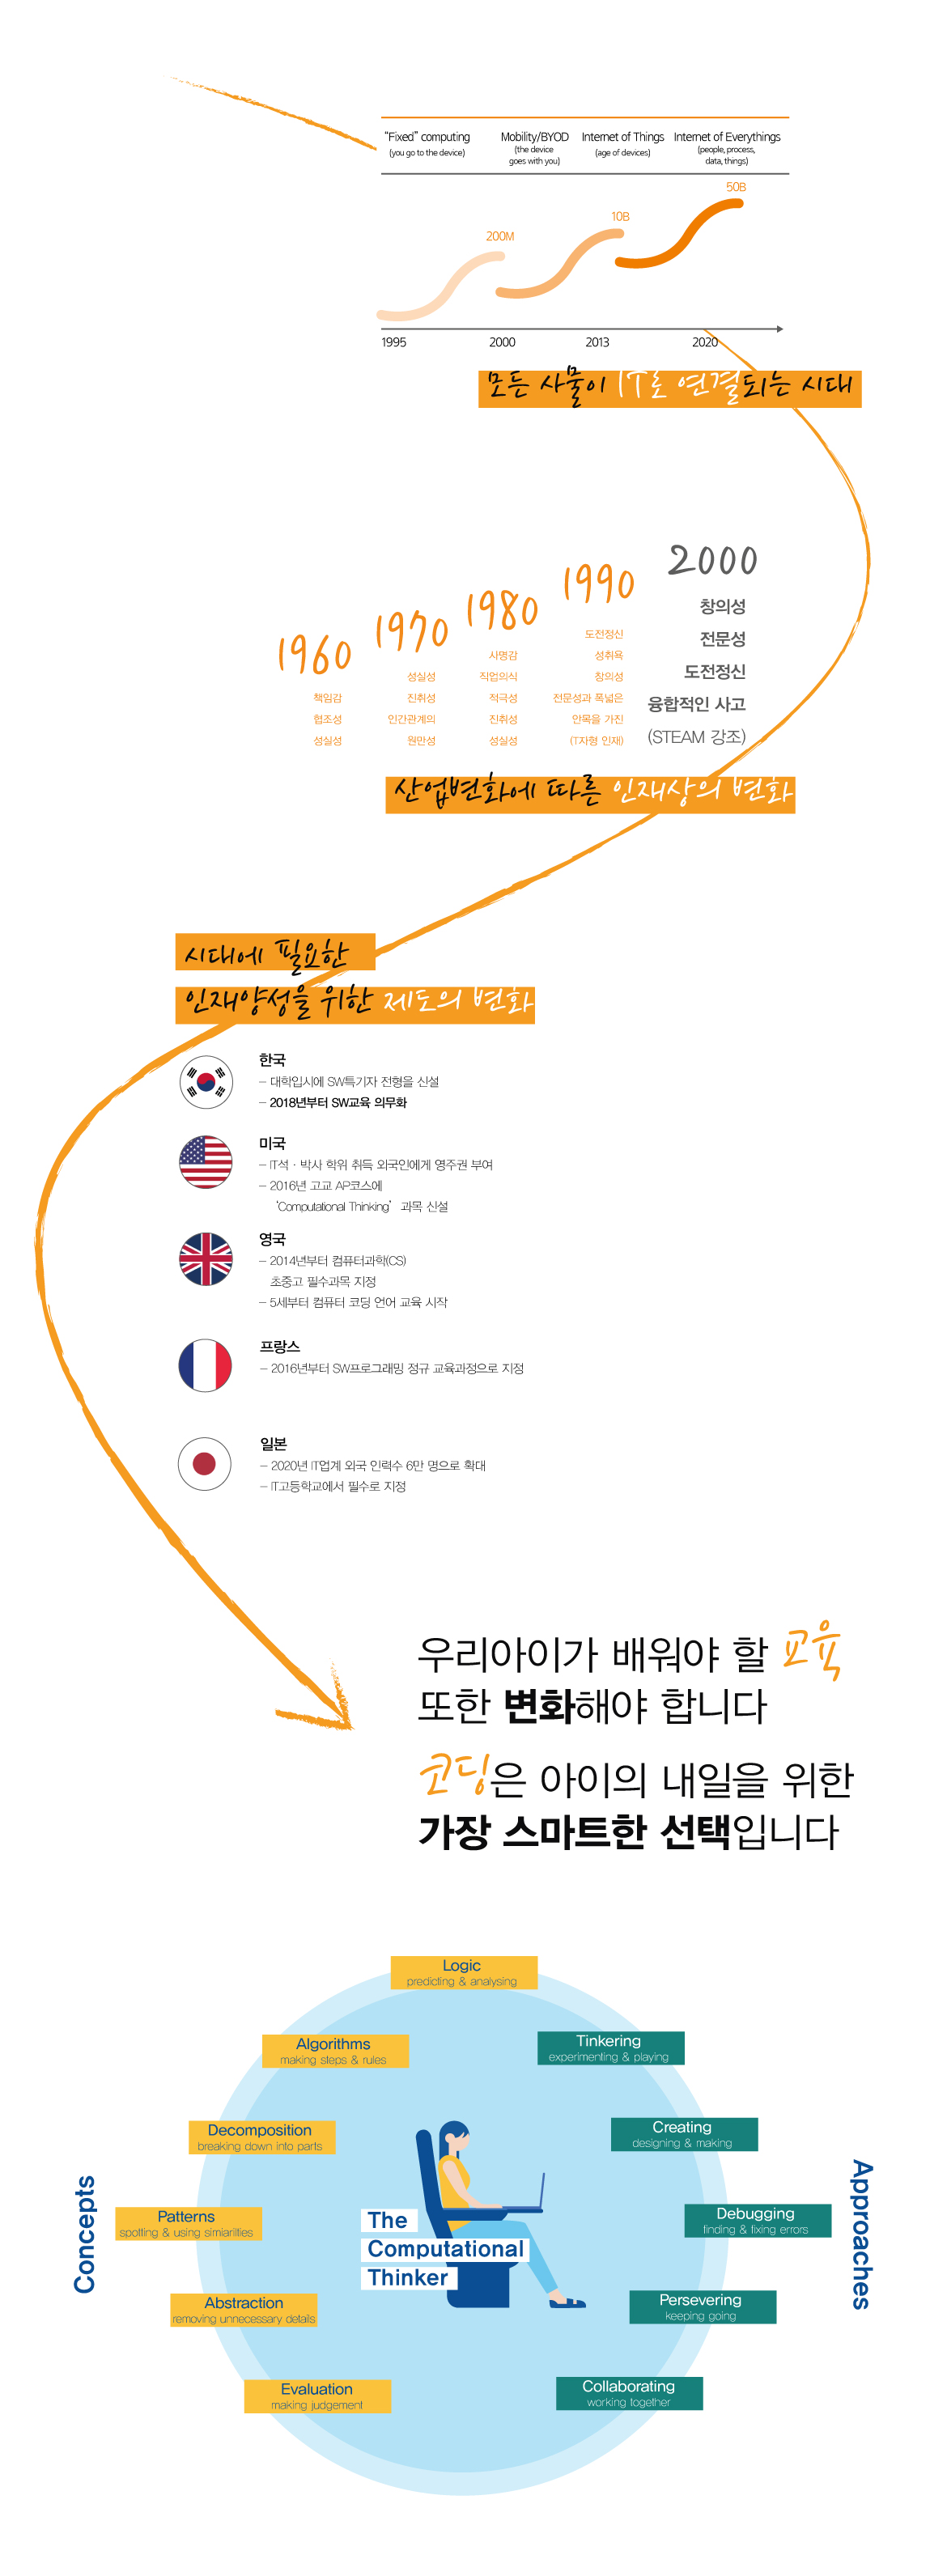 “Fixed” computing
(you go to the device)
Mobility/BYOD
(the device
goes with you)
Internet of Things
(age of devices)
Internet of Everythings
(people, process,
data, things)
200M
10B
50B
1995
2000
2013
2020
모든 사물이 IT로 연결되는 시대
1960
책임감
협조성
성실성
1970
성실성
진취성
인간관계의
원만성
1980
사명감
직업의식
적극성
진취성
성실성
1990
도전정신
성취욕
창의성
전문성과 폭넓은
안목을 가진
(T자형 인재)
2000
창의성
전문성
도전정신
융합적인 사고
(STEAM 강조)
산업변화에 따른 인재상의 변화
시대에 필요한
인재양성을 위한 제도의 변화
한국
– 대학입시에 SW특기자 전형을 신설
– 2018년부터 SW교육 의무화
미국
– IT석 · 박사 학위 취득 외국인에게 영주권 부여
– 2016년 고교 AP코스에
‘Computational Thinking’ 과목 신설
영국
– 2014년부터 컴퓨터과학(CS)
초중고 필수과목 지정
– 5세부터 컴퓨터 코딩 언어 교육 시작
프랑스
– 2016년부터 SW프로그래밍 정규 교육과정으로 지정
일본
– 2020년 IT업계 외국 인력수 6만 명으로 확대
– IT고등학교에서 필수로 지정
우리아이가 배워야 할 교육
또한 변화해야 합니다
코딩은 아이의 내일을 위한
가장 스마트한 선택입니다
Concepts
Logic
predicting & analysing
Algorithms
making steps & rules
Decomposition
breaking down into parts
Patterns
spotting & using simiarlities
Abstraction
removing unnecessary details
Evaluation
making judgement
The
Computational
Thinker
Tinkering
experimenting & playing
Creating
designing & making
Debugging
finding & fixing errors
Persevering
keeping going
Collaborating
working together
Approaches